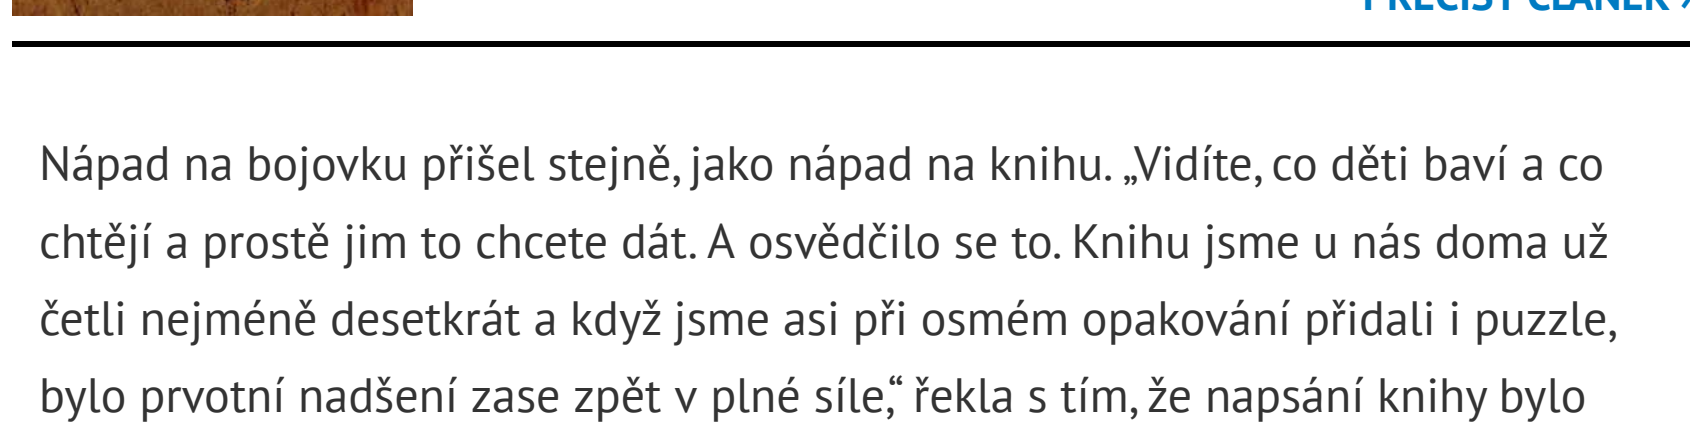 PŘEČÍST ČLÁNEK ›
Nápad na bojovku přišel stejně, jako nápad na knihu. „Vidíte, co děti baví a co
chtějí a prostě jim to chcete dát. A osvědčilo se to. Knihu jsme u nás doma už
četli nejméně desetkrát a když jsme asi při osmém opakování přidali i puzzle,
bylo prvotní nadšení zase zpět v plné síle,“ řekla s tím, že napsání knihy bylo